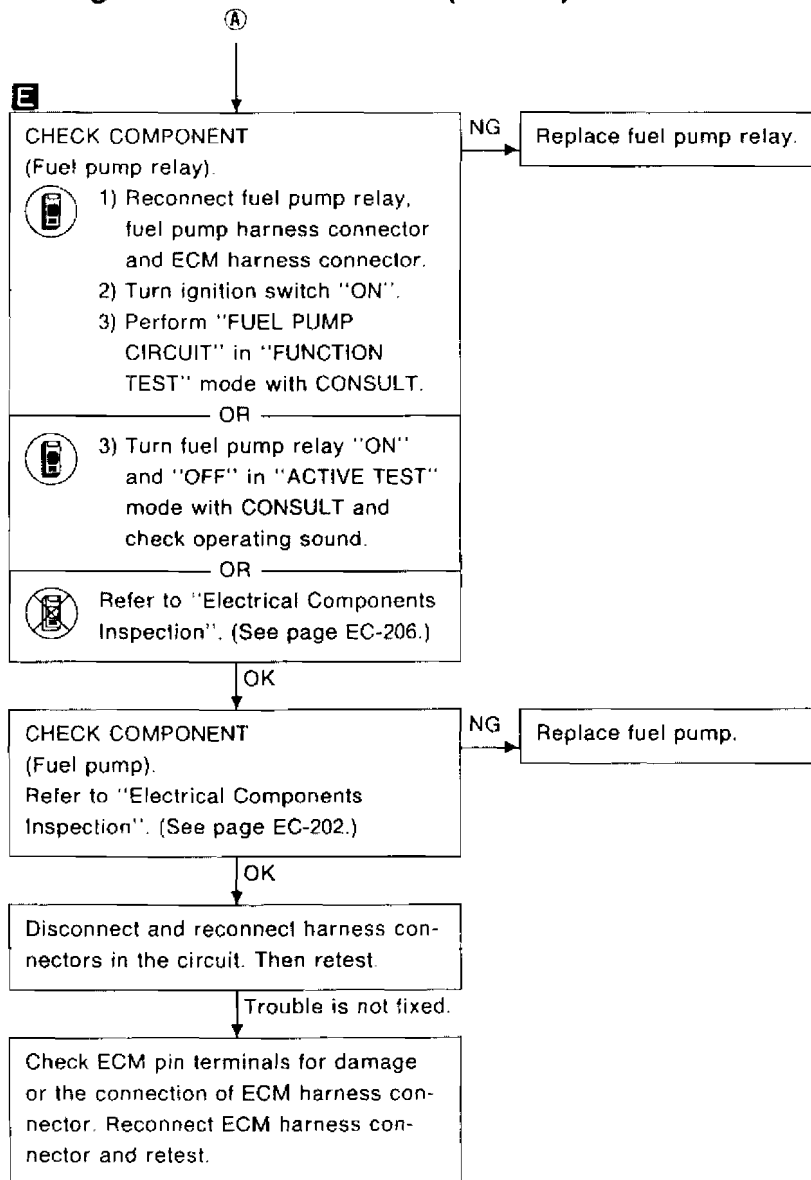 A
E
CHECK COMPONENT
(Fuel pump relay).
1) Reconnect fuel pump relay,
fuel pump harness connector
and ECM harness connector.
2) Turn ignition switch "ON".
3) Perform "FUEL PUMP
CIRCUIT" in "FUNCTION
TEST" mode with CONSULT.
OR
3) Turn fuel pump relay "ON"
and "OFF" in "ACTIVE TEST"
mode with CONSULT and
check operating sound.
OR
Refer to "Electrical Components
Inspection". (See page EC-206.)
NG
Replace fuel pump relay.
OK
CHECK COMPONENT
(Fuel pump).
Refer to "Electrical Components
Inspection". (See page EC-202.)
NG
Replace fuel pump.
OK
Disconnect and reconnect harness con-
nectors in the circuit. Then retest.
Trouble is not fixed.
Check ECM pin terminals for damage
or the connection of ECM harness con-
nector. Reconnect ECM harness con-
nector and retest.